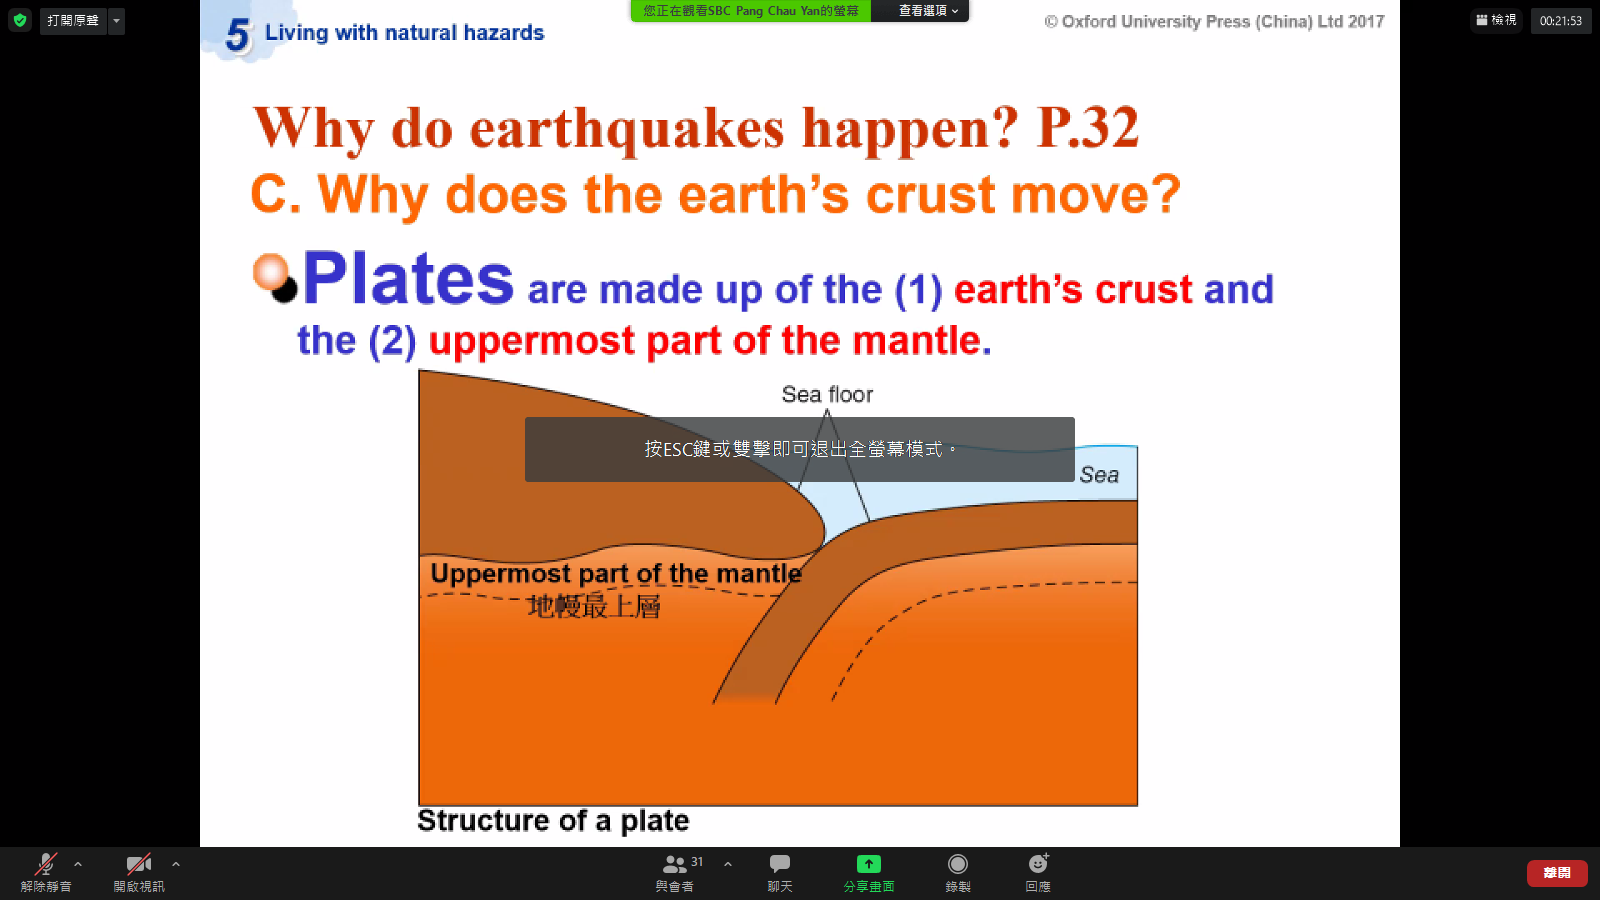 打開原聲
您正在觀看SBC Pang Chau Yan的螢幕
查看選項
檢視
00:21:53
5 Living with natural hazards
© Oxford University Press (China) Ltd 2017
Why do earthquakes happen? P.32
C. Why does the earth's crust move?
Plates are made up of the (1) earth's crust and
the (2) uppermost part of the mantle.
Sea floor
按ESC鍵或雙擊即可退出全螢幕模式。
Sea
Uppermost part of the mantle
地幔最上層
Structure of a plate
解除靜音
開啟視訊
31
與會者
聊天
分享畫面
錄製
回應
離開